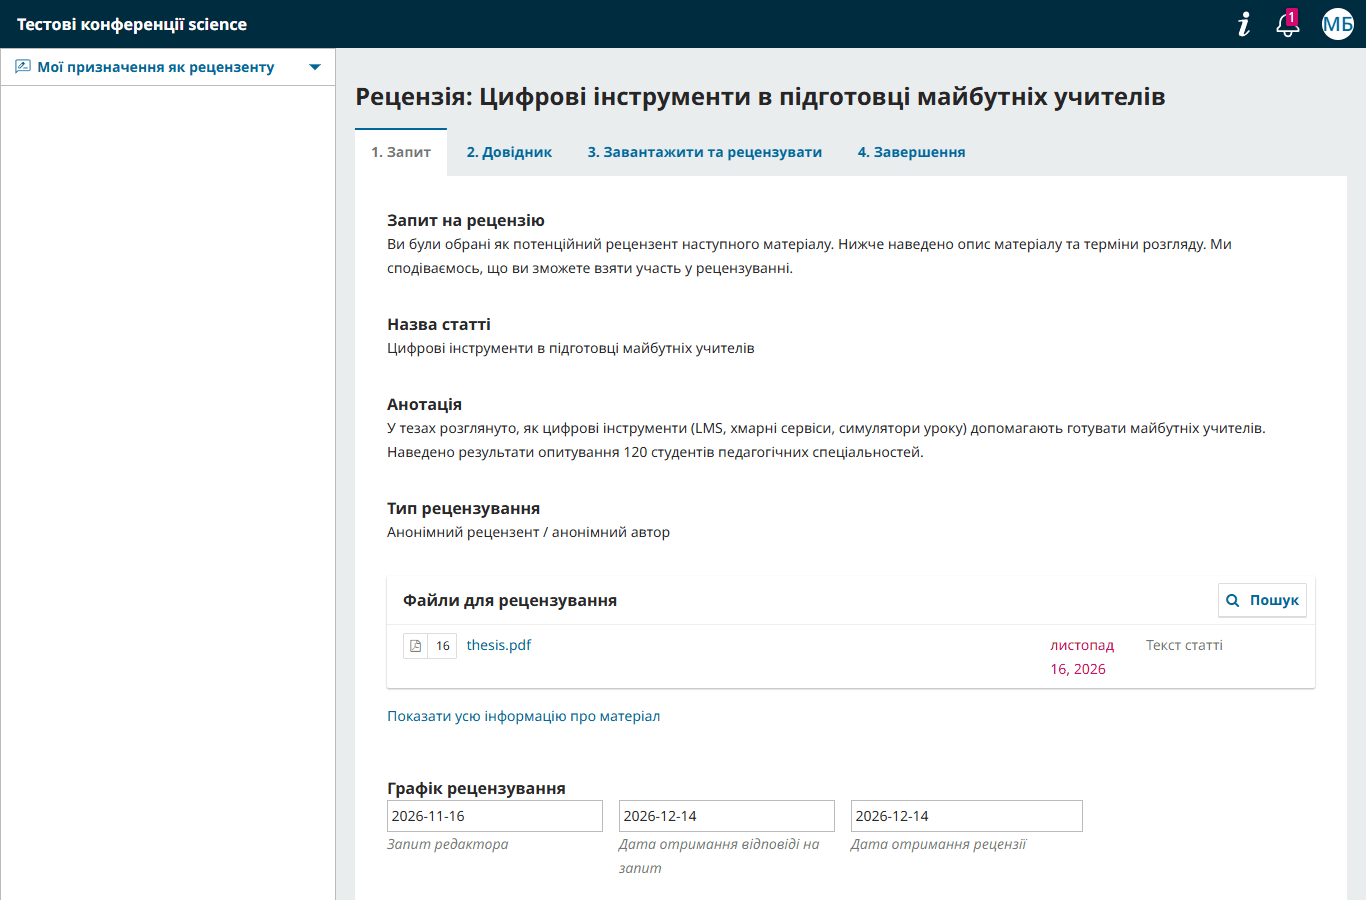 Тестові конференції science
1
МБ
Мої призначення як рецензенту
Рецензія: Цифрові інструменти в підготовці майбутніх учителів
1. Запит
2. Довідник
3. Завантажити та рецензувати
4. Завершення
Запит на рецензію
Ви були обрані як потенційний рецензент наступного матеріалу. Нижче наведено опис матеріалу та терміни розгляду. Ми
сподіваємось, що ви зможете взяти участь у рецензуванні.
Назва статті
Цифрові інструменти в підготовці майбутніх учителів
Анотація
У тезах розглянуто, як цифрові інструменти (LMS, хмарні сервіси, симулятори уроку) допомагають готувати майбутніх учителів.
Наведено результати опитування 120 студентів педагогічних спеціальностей.
Тип рецензування
Анонімний рецензент / анонімний автор
Файли для рецензування
Пошук
16 thesis.pdf
листопад
16, 2026
Текст статті
Показати усю інформацію про матеріал
Графік рецензування
2026-11-16
2026-12-14
2026-12-14
Запит редактора
Дата отримання відповіді на
запит
Дата отримання рецензії